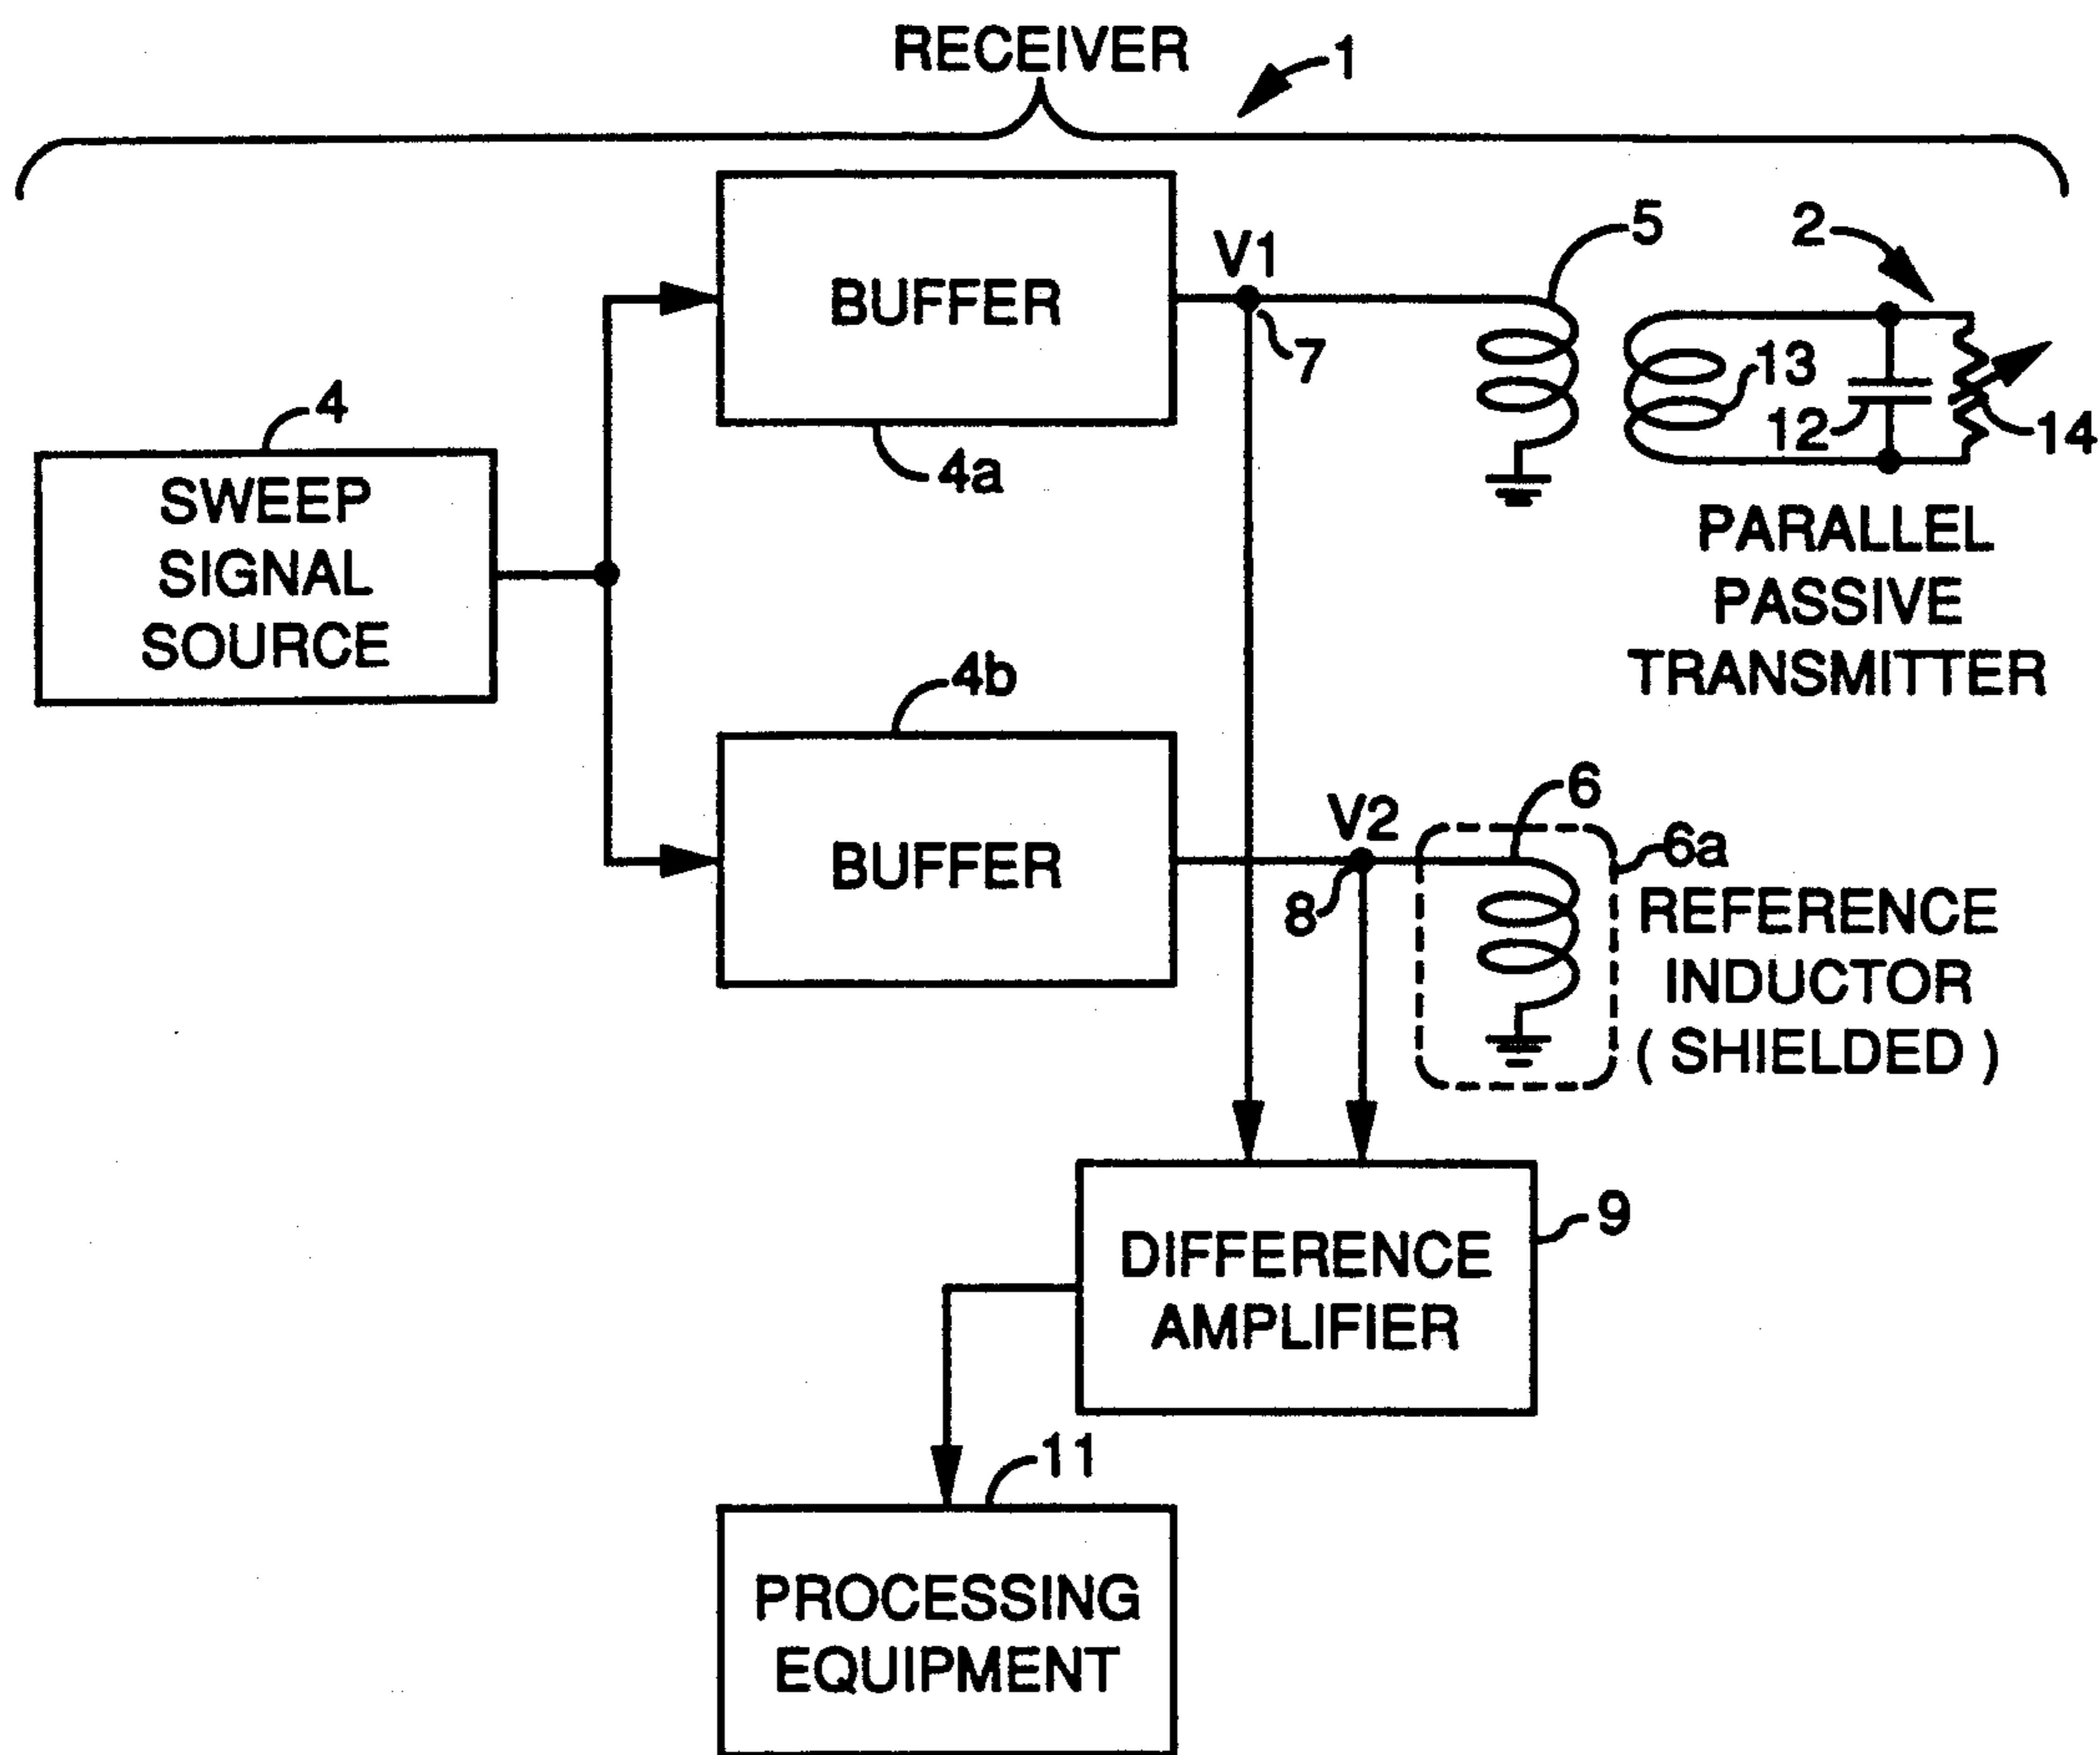 RECEIVER
1
BUFFER
4a
V1
7
5
2
13
12
14
PARALLEL
PASSIVE
TRANSMITTER
4
SWEEP
SIGNAL
SOURCE
4b
BUFFER
V2
8
6
6a
REFERENCE
INDUCTOR
( SHIELDED )
DIFFERENCE
AMPLIFIER
9
11
PROCESSING
EQUIPMENT